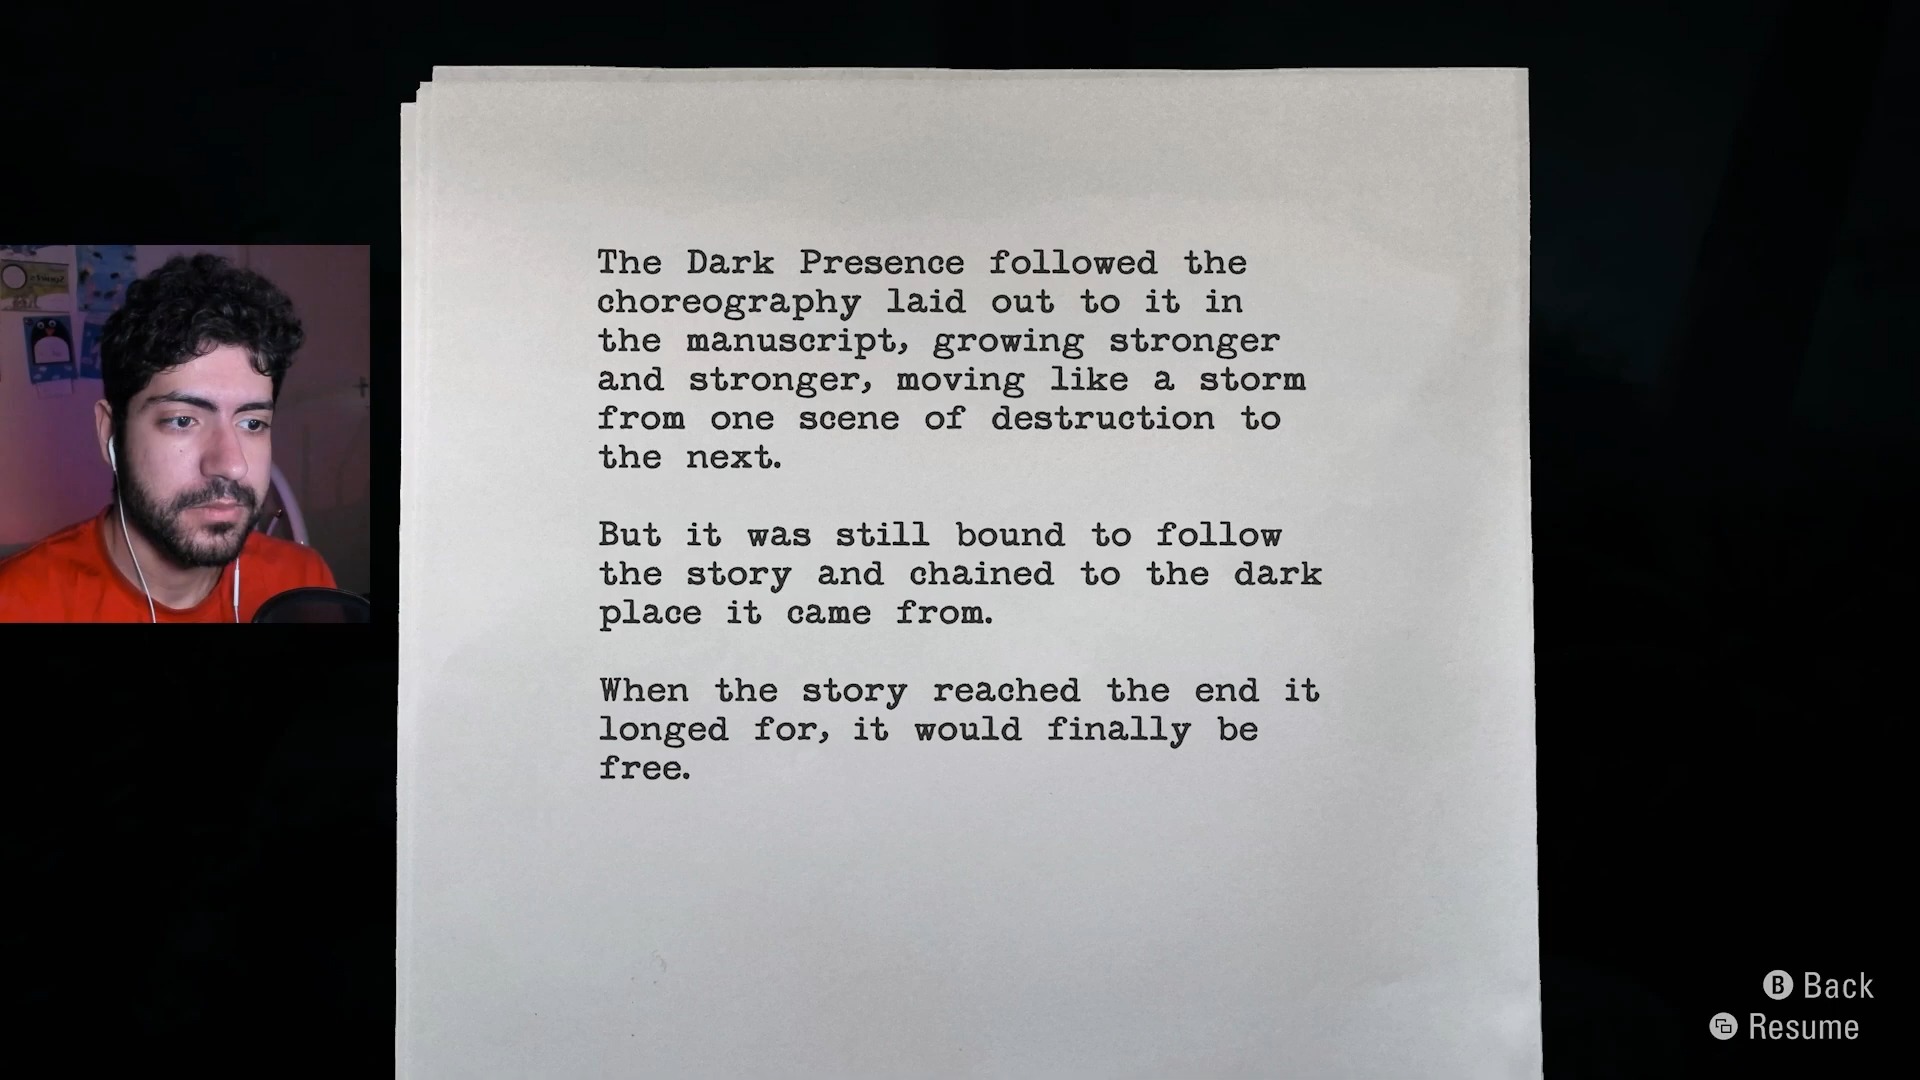 The Dark Presence followed the
choreography laid out to it in
the manuscript, growing stronger
and stronger, moving like a storm
from one scene of destruction to
the next.
But it was still bound to follow
the story and chained to the dark
place it came from.
When the story reached the end it
longed for, it would finally be
free.
B Back
Resume